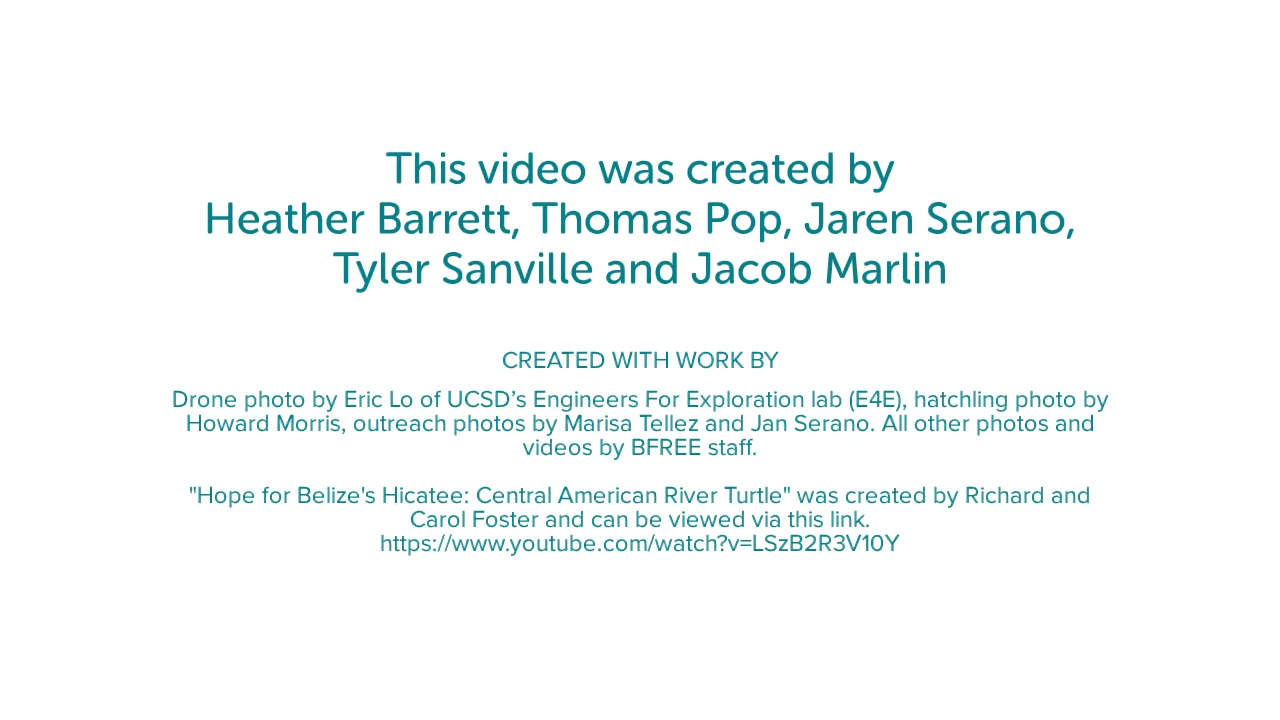 This video was created by
Heather Barrett, Thomas Pop, Jaren Serano,
Tyler Sanville and Jacob Marlin
CREATED WITH WORK BY
Drone photo by Eric Lo of UCSD’s Engineers For Exploration lab (E4E), hatchling photo by
Howard Morris, outreach photos by Marisa Tellez and Jan Serano. All other photos and
videos by BFREE staff.
"Hope for Belize's Hicatee: Central American River Turtle" was created by Richard and
Carol Foster and can be viewed via this link.
https://www.youtube.com/watch?v=LSzB2R3V10Y